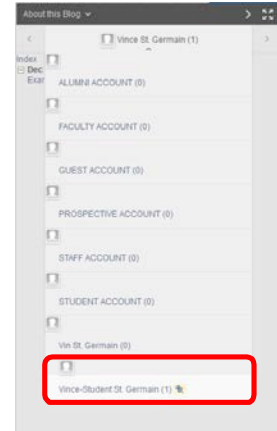 About this Blog
Vince St. Germain (1)
Index
Dec
Exar
ALUMNI ACCOUNT (0)
FACULTY ACCOUNT (0)
GUEST ACCOUNT (0)
PROSPECTIVE ACCOUNT (0)
STAFF ACCOUNT (0)
STUDENT ACCOUNT (0)
Vin St. Germain (0)
Vince-Student St. Germain (1)